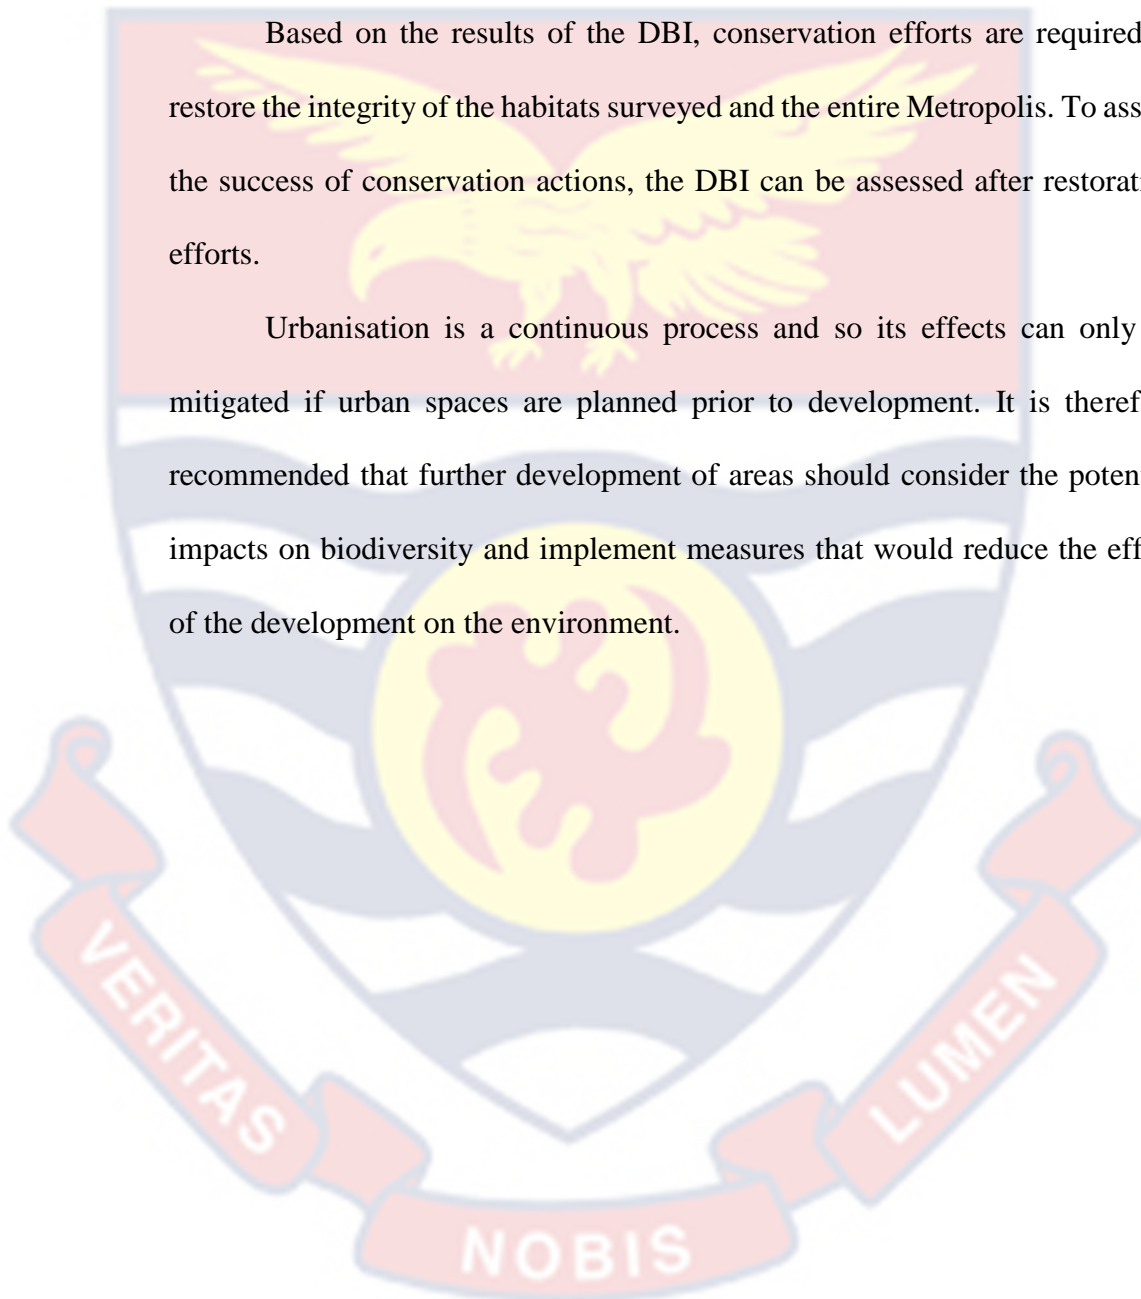 Based on the results of the DBI, conservation efforts are required
restore the integrity of the habitats surveyed and the entire Metropolis. To ass
the success of conservation actions, the DBI can be assessed after restorat
efforts.
Urbanisation is a continuous process and so its effects can only
mitigated if urban spaces are planned prior to development. It is theref
recommended that further development of areas should consider the poten
impacts on biodiversity and implement measures that would reduce the eff
of the development on the environment.
VERITAS
NOBIS
LUMEN